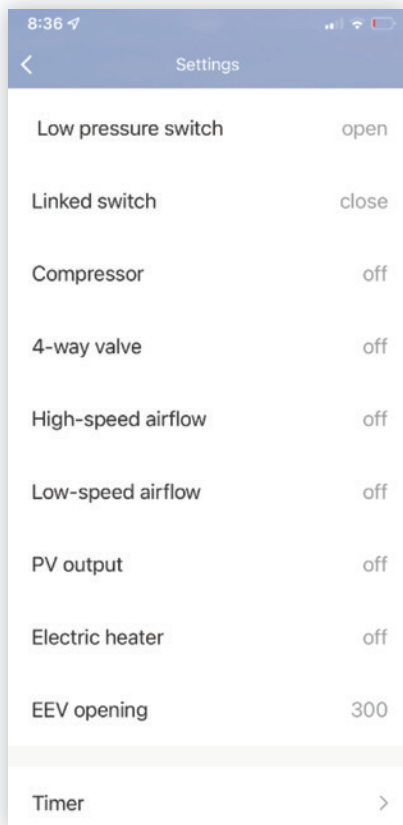 8:36
Settings
Low pressure switch open
Linked switch close
Compressor off
4-way valve off
High-speed airflow off
Low-speed airflow off
PV output off
Electric heater off
EEV opening 300
Timer